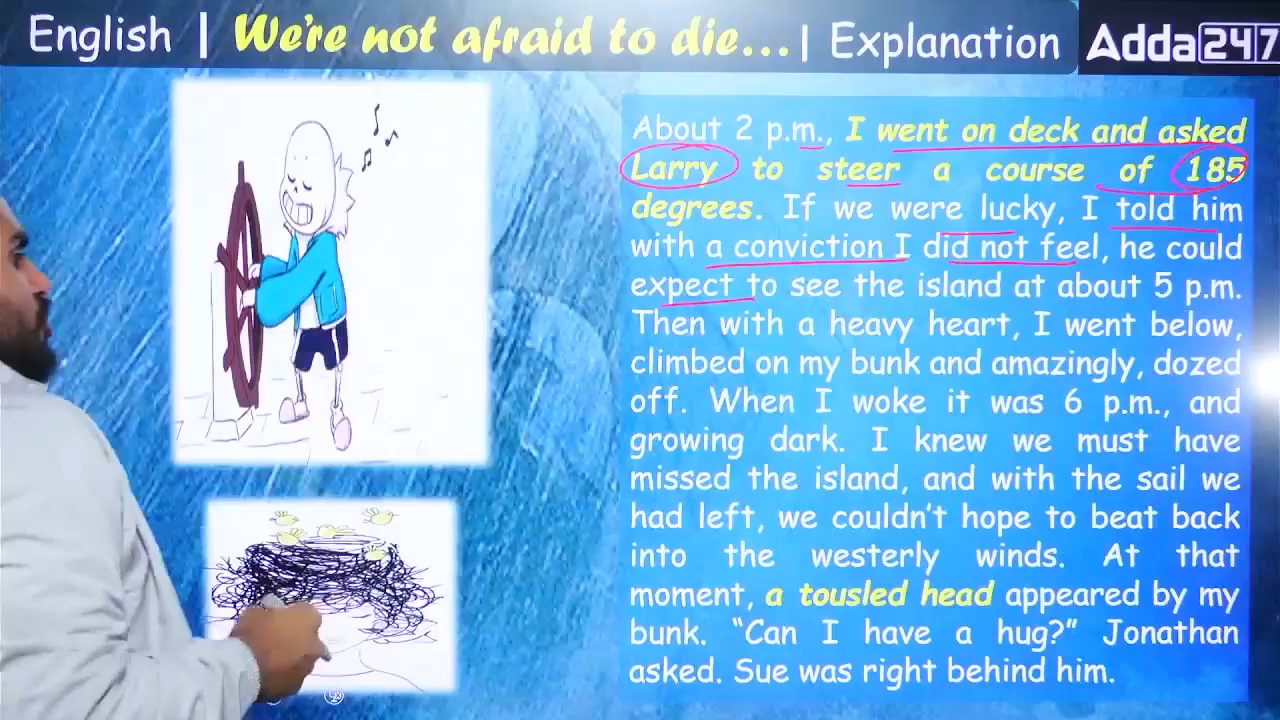 English | We're not afraid to die... | Explanation
Adda247
About 2 p.m., I went on deck and asked
Larry to steer a course of 185
degrees. If we were lucky, I told him
with a conviction I did not feel, he could
expect to see the island at about 5 p.m.
Then with a heavy heart, I went below,
climbed on my bunk and amazingly, dozed
off. When I woke it was 6 p.m., and
growing dark. I knew we must have
missed the island, and with the sail we
had left, we couldn't hope to beat back
into the westerly winds. At that
moment, a tousled head appeared by my
bunk. “Can I have a hug?” Jonathan
asked. Sue was right behind him.